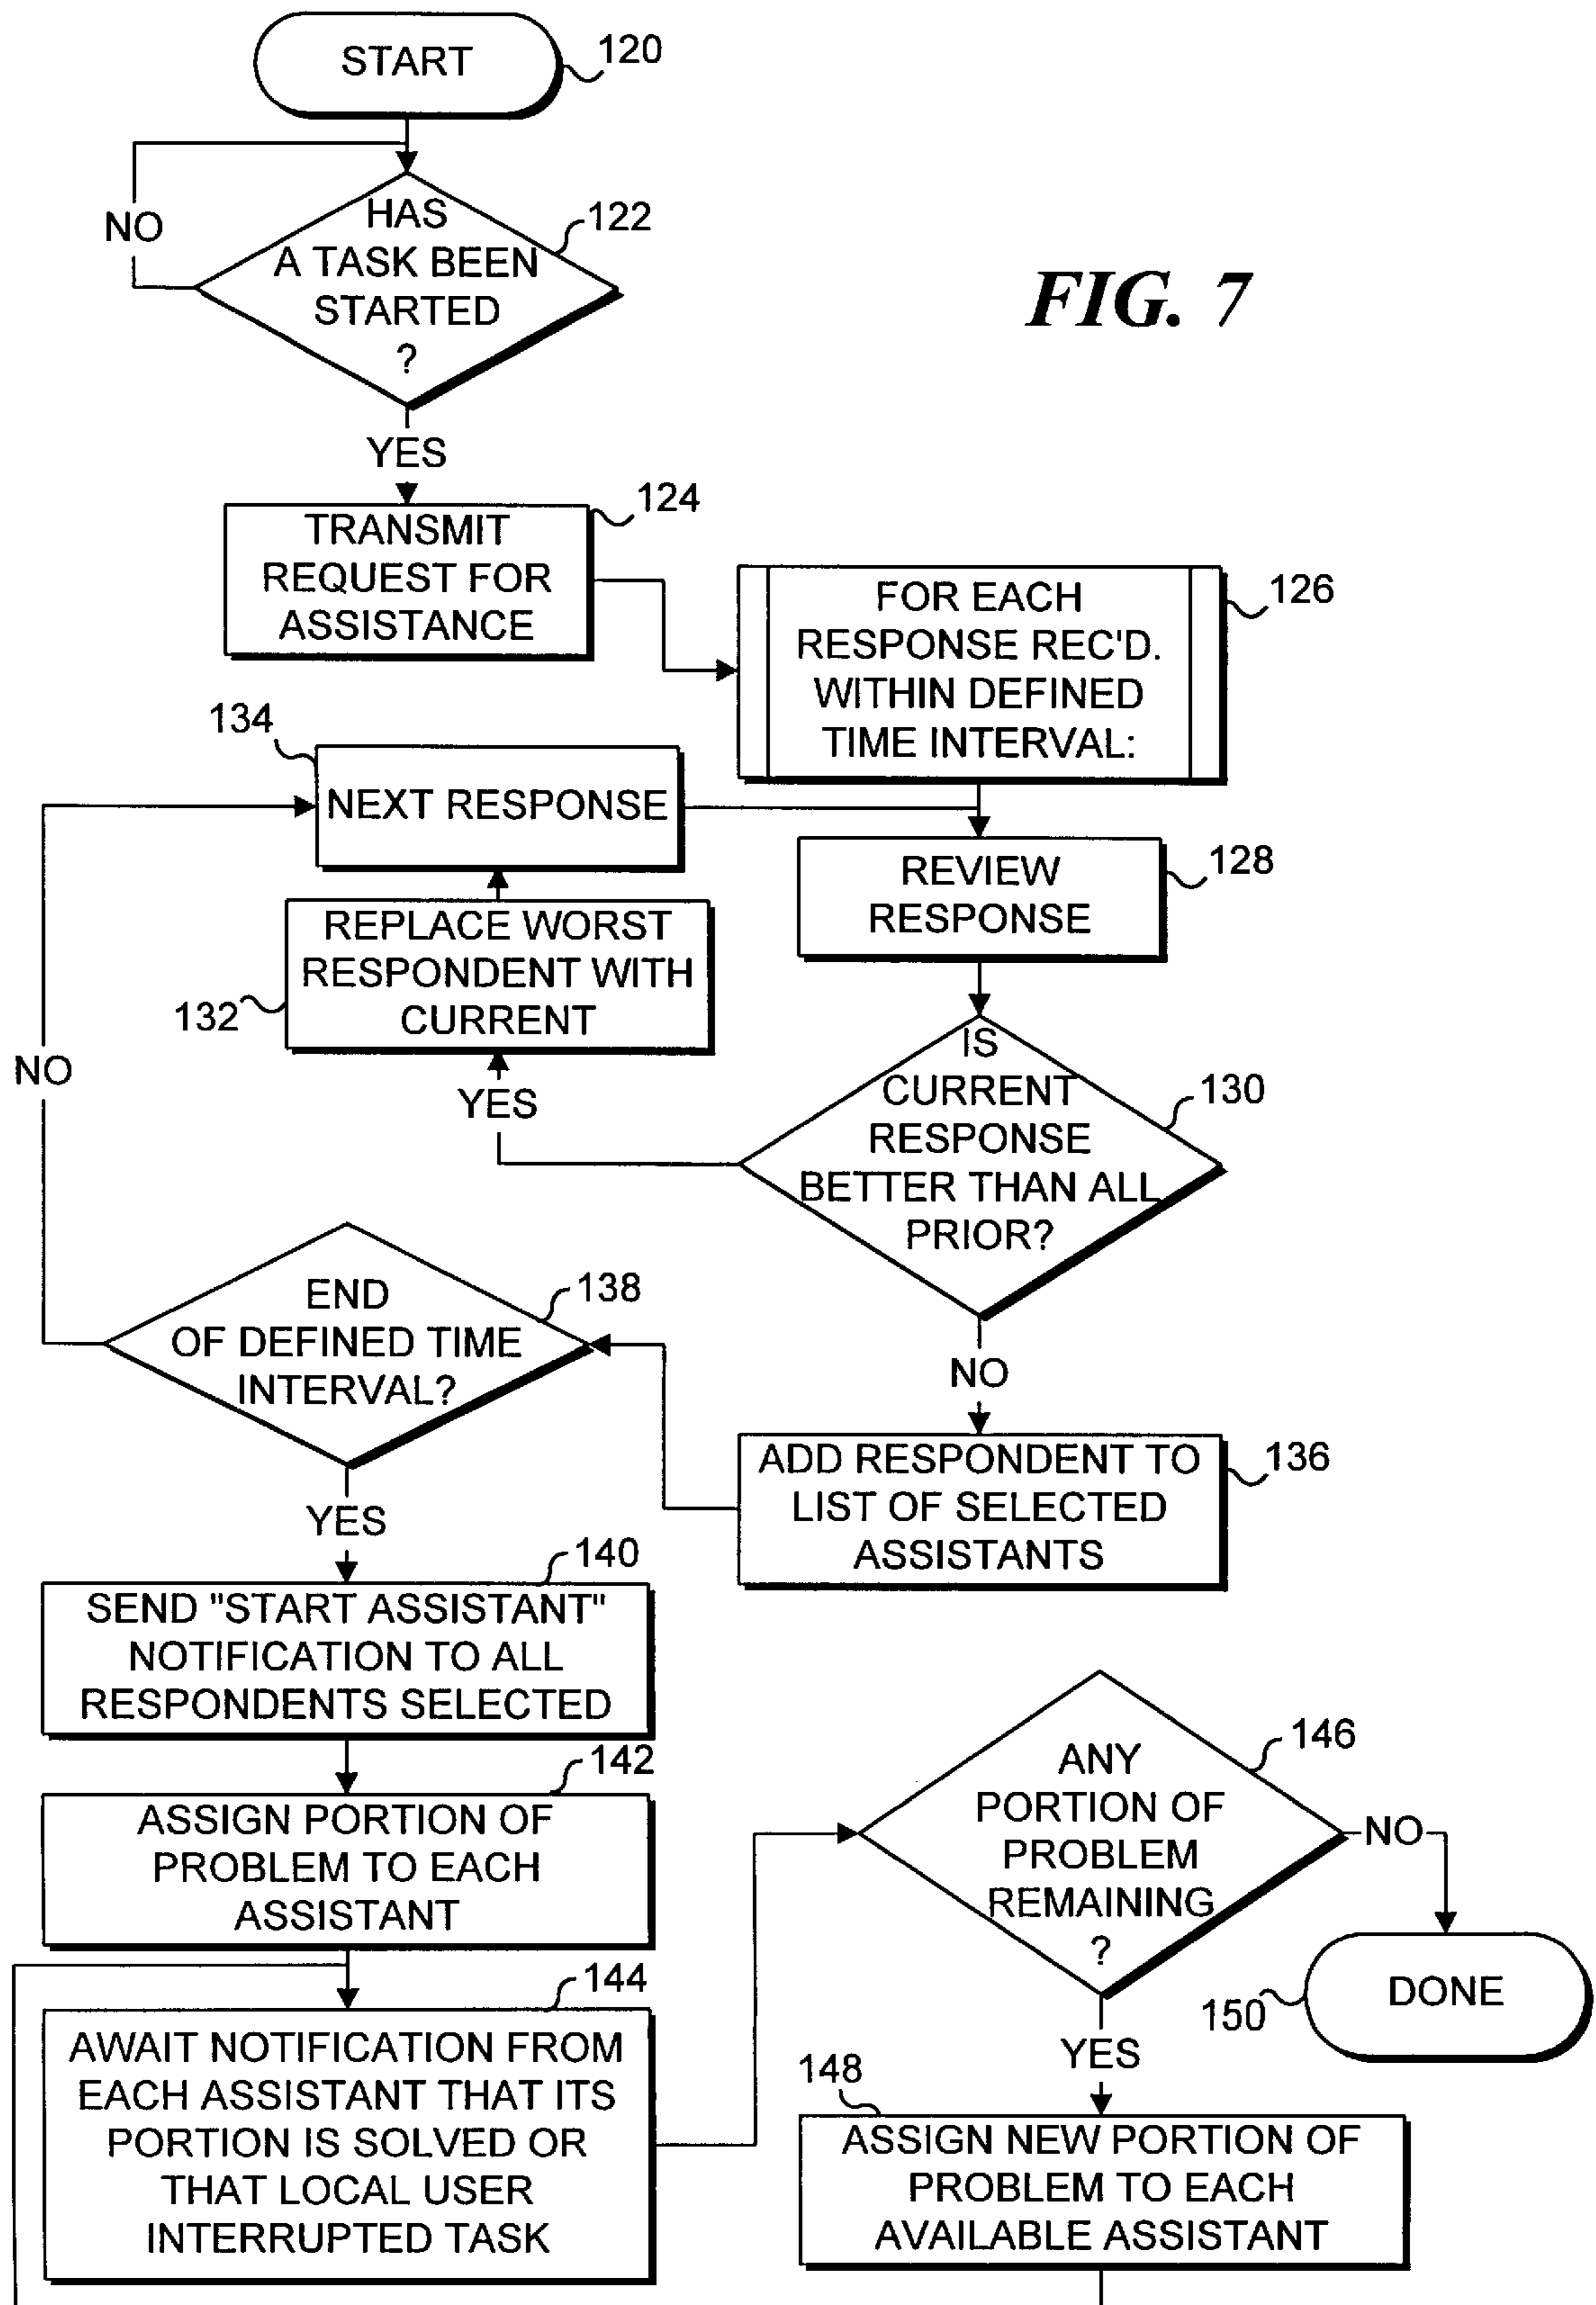 START
120
NO
HAS
A TASK BEEN
STARTED
?
122
FIG. 7
YES
TRANSMIT
REQUEST FOR
ASSISTANCE
124
FOR EACH
RESPONSE REC'D.
WITHIN DEFINED
TIME INTERVAL:
126
134
NEXT RESPONSE
REVIEW
RESPONSE
128
REPLACE WORST
RESPONDENT WITH
CURRENT
132
NO
YES
IS
CURRENT
RESPONSE
BETTER THAN ALL
PRIOR?
130
END
OF DEFINED TIME
INTERVAL?
138
NO
ADD RESPONDENT TO
LIST OF SELECTED
ASSISTANTS
136
YES
140
SEND "START ASSISTANT"
NOTIFICATION TO ALL
RESPONDENTS SELECTED
142
ASSIGN PORTION OF
PROBLEM TO EACH
ASSISTANT
144
AWAIT NOTIFICATION FROM
EACH ASSISTANT THAT ITS
PORTION IS SOLVED OR
THAT LOCAL USER
INTERRUPTED TASK
ANY
PORTION OF
PROBLEM
REMAINING
?
146
NO
DONE
150
YES
148
ASSIGN NEW PORTION OF
PROBLEM TO EACH
AVAILABLE ASSISTANT